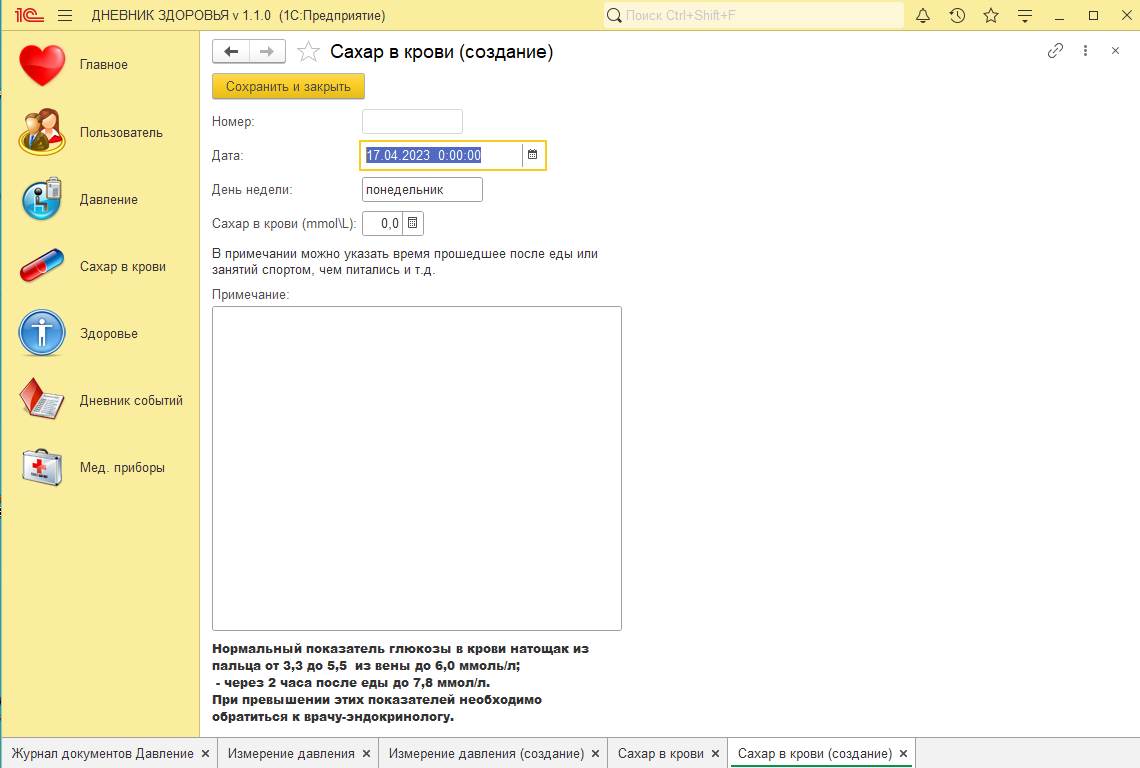 1С ДНЕВНИК ЗДОРОВЬЯ v 1.1.0 (1С:Предприятие) Поиск Ctrl+Shift+F
Главное
Пользователь
Давление
Сахар в крови
Здоровье
Дневник событий
Мед. приборы
Сахар в крови (создание)
Сохранить и закрыть
Номер:
Дата: 17.04.2023 0:00:00
День недели: понедельник
Сахар в крови (mmol\L): 0,0
В примечании можно указать время прошедшее после еды или
занятий спортом, чем питались и т.д.
Примечание:
Нормальный показатель глюкозы в крови натощак из
пальца от 3,3 до 5,5 из вены до 6,0 ммоль/л;
- через 2 часа после еды до 7,8 ммол/л.
При превышении этих показателей необходимо
обратиться к врачу-эндокринологу.
Журнал документов Давление × Измерение давления × Измерение давления (создание) × Сахар в крови × Сахар в крови (создание) ×